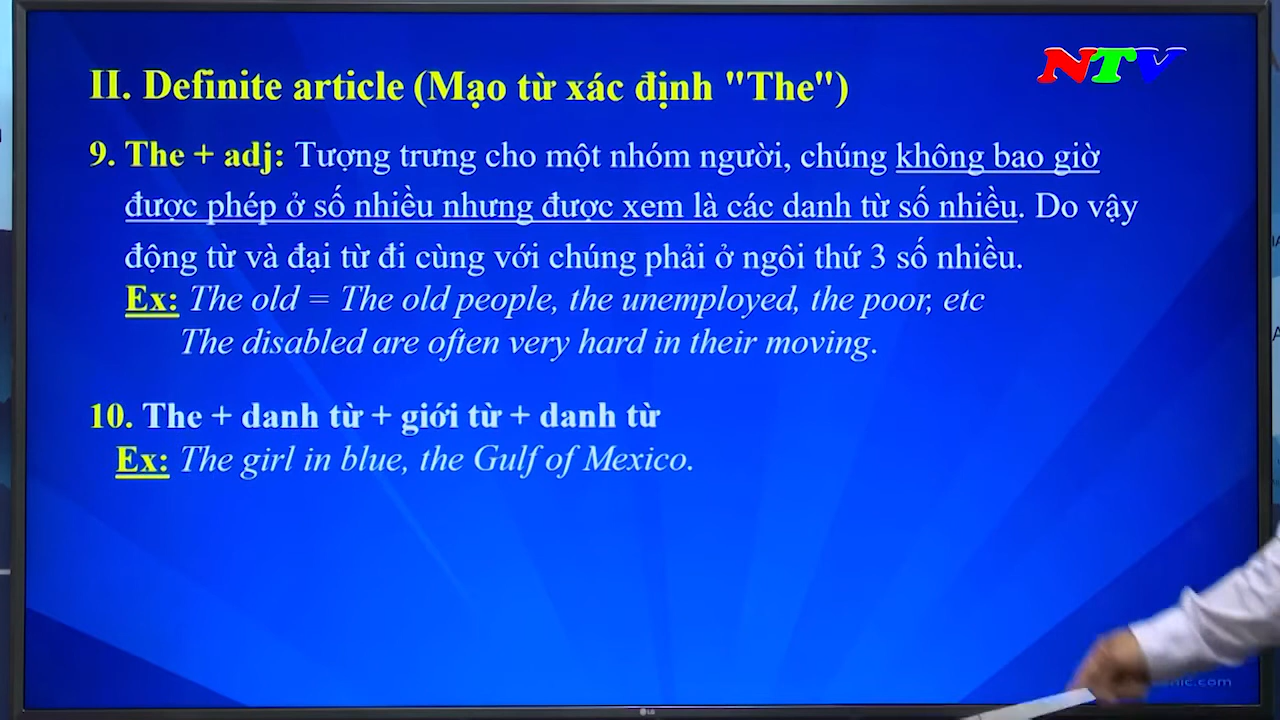 NTV
II. Definite article (Mạo từ xác định "The")
9. The + adj: Tượng trưng cho một nhóm người, chúng không bao giờ
được phép ở số nhiều nhưng được xem là các danh từ số nhiều. Do vậy
động từ và đại từ đi cùng với chúng phải ở ngôi thứ 3 số nhiều.
Ex: The old = The old people, the unemployed, the poor, etc
The disabled are often very hard in their moving.
10. The + danh từ + giới từ + danh từ
Ex: The girl in blue, the Gulf of Mexico.
LG